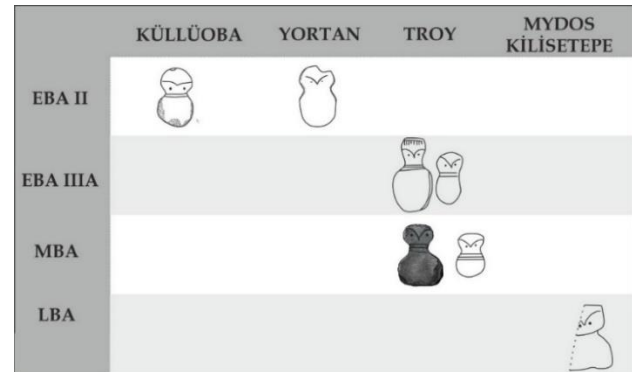 KÜLLÜOBA YORTAN TROY MYDOS KİLİSETEPE
EBA II
EBA IIIA
MBA
LBA